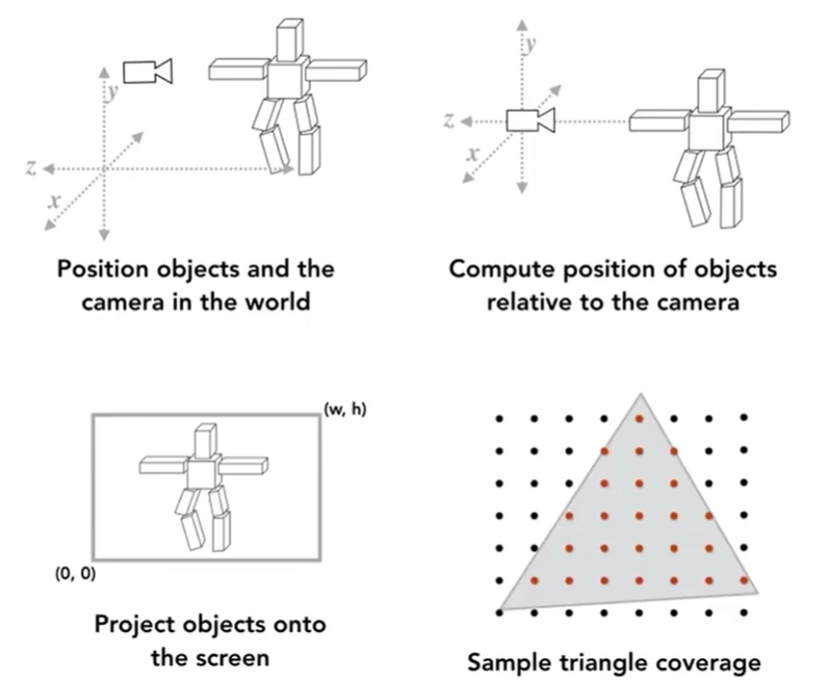 y
z
x
Position objects and the
camera in the world
y
z
x
Compute position of objects
relative to the camera
(w, h)
(0, 0)
Project objects onto
the screen
Sample triangle coverage